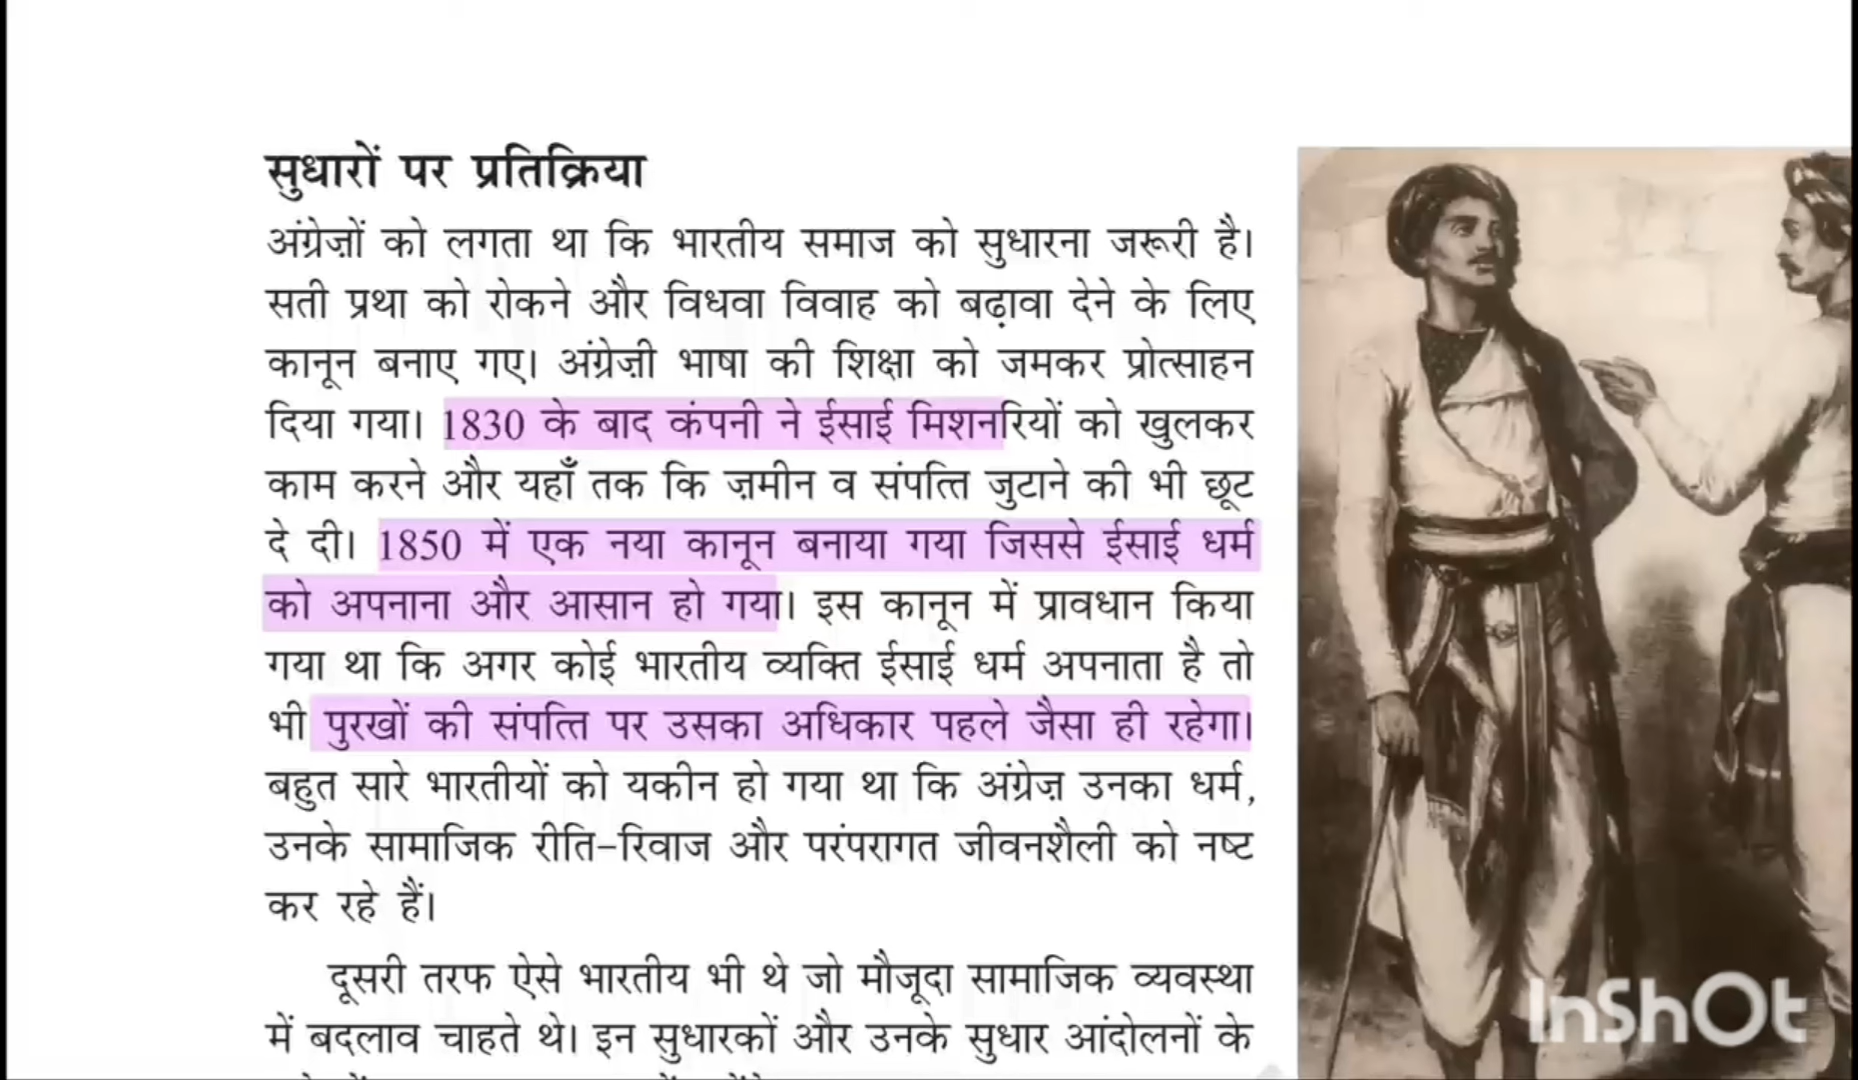 सुधारों पर प्रतिक्रिया
अंग्रेज़ों को लगता था कि भारतीय समाज को सुधारना जरूरी है।
सती प्रथा को रोकने और विधवा विवाह को बढ़ावा देने के लिए
कानून बनाए गए। अंग्रेज़ी भाषा की शिक्षा को जमकर प्रोत्साहन
दिया गया। 1830 के बाद कंपनी ने ईसाई मिशनरियों को खुलकर
काम करने और यहाँ तक कि ज़मीन व संपत्ति जुटाने की भी छूट
दे दी। 1850 में एक नया कानून बनाया गया जिससे ईसाई धर्म
को अपनाना और आसान हो गया। इस कानून में प्रावधान किया
गया था कि अगर कोई भारतीय व्यक्ति ईसाई धर्म अपनाता है तो
भी पुरखों की संपत्ति पर उसका अधिकार पहले जैसा ही रहेगा।
बहुत सारे भारतीयों को यकीन हो गया था कि अंग्रेज़ उनका धर्म,
उनके सामाजिक रीति-रिवाज और परंपरागत जीवनशैली को नष्ट
कर रहे हैं।
दूसरी तरफ ऐसे भारतीय भी थे जो मौजूदा सामाजिक व्यवस्था
में बदलाव चाहते थे। इन सुधारकों और उनके सुधार आंदोलनों के
InShOt